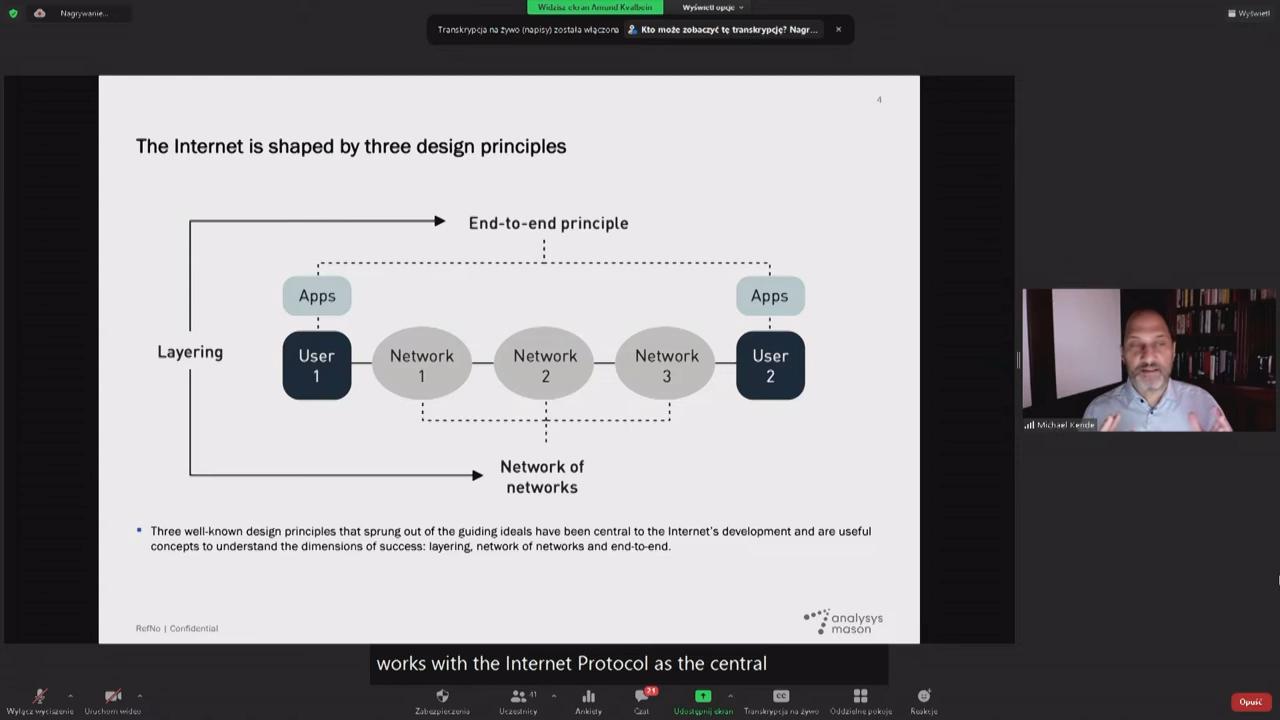 Nagrywanie...
Widzisz ekran Amund Kvalbein
Wyświetl opcje
Wyświetl
Transkrypcja na żywo (napisy) została włączona
Kto może zobaczyć tę transkrypcję? Nagr...
4
The Internet is shaped by three design principles
End-to-end principle
Apps
Apps
Layering
User
1
Network
1
Network
2
Network
3
User
2
Network of
networks
Three well-known design principles that sprung out of the guiding ideals have been central to the Internet's development and are useful
concepts to understand the dimensions of success: layering, network of networks and end-to-end.
RefNo | Confidential
analysys
mason
Michael Kende
works with the Internet Protocol as the central
Wyłącz wyciszenie
Uruchom wideo
Zabezpieczenia
41
Uczestnicy
Ankiety
21
Czat
Udostępnij ekran
CC
Transkrypcja na żywo
Oddzielne pokoje
Reakcje
Opuść